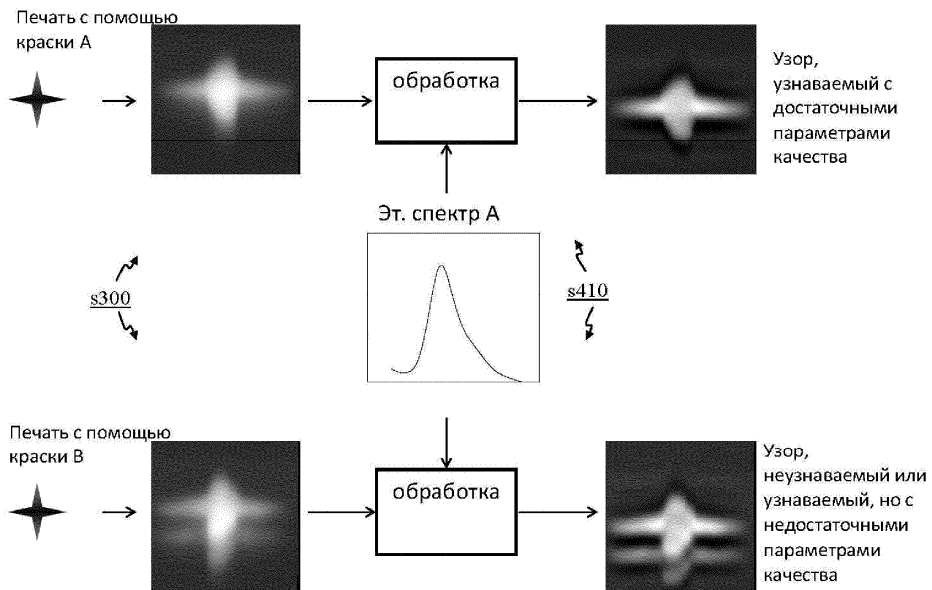 Печать с помощью
краски А
обработка
Узор,
узнаваемый с
достаточными
параметрами
качества
Эт. спектр А
s300
s410
Печать с помощью
краски В
обработка
Узор,
неузнаваемый или
узнаваемый, но с
недостаточными
параметрами
качества